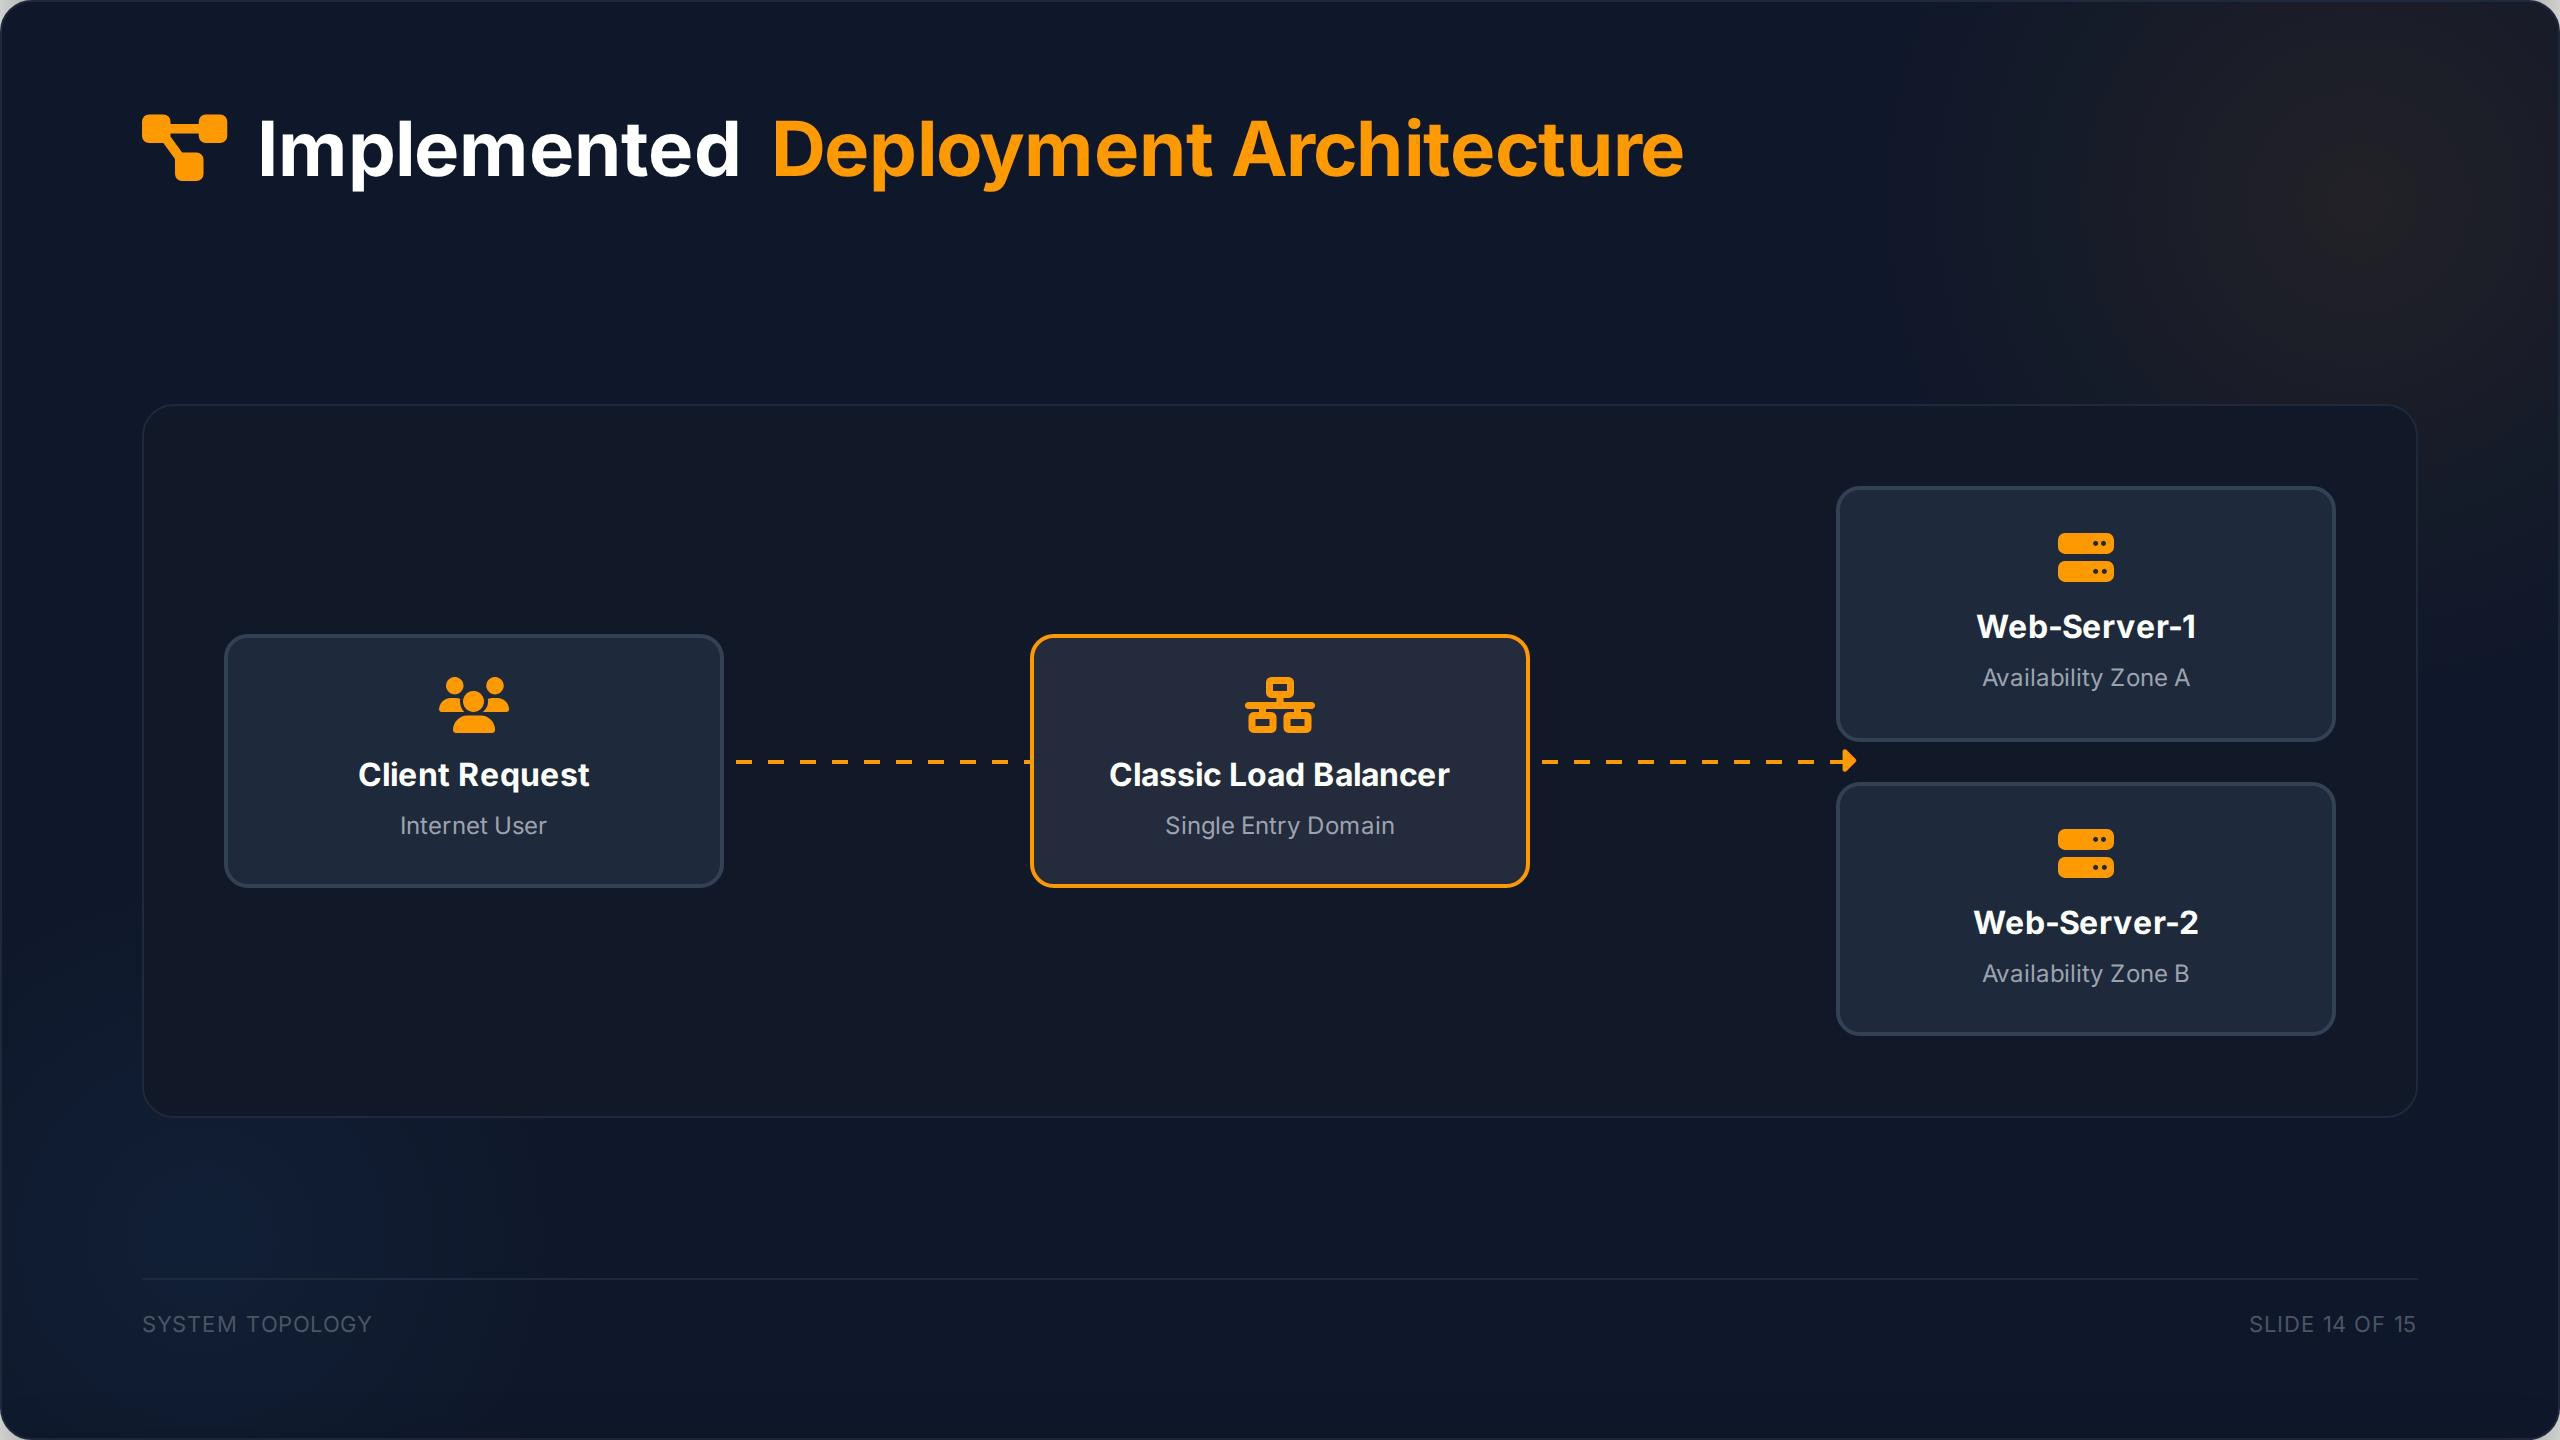 Implemented Deployment Architecture
Client Request
Internet User
Classic Load Balancer
Single Entry Domain
Web-Server-1
Availability Zone A
Web-Server-2
Availability Zone B
SYSTEM TOPOLOGY
SLIDE 14 OF 15